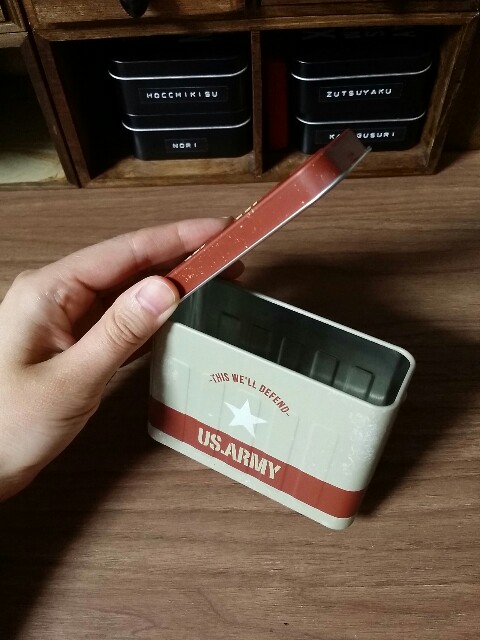 HOCCHIKISU
ZUTSUYAKU
NORI
-THIS WE'LL DEFEND-
US.ARMY